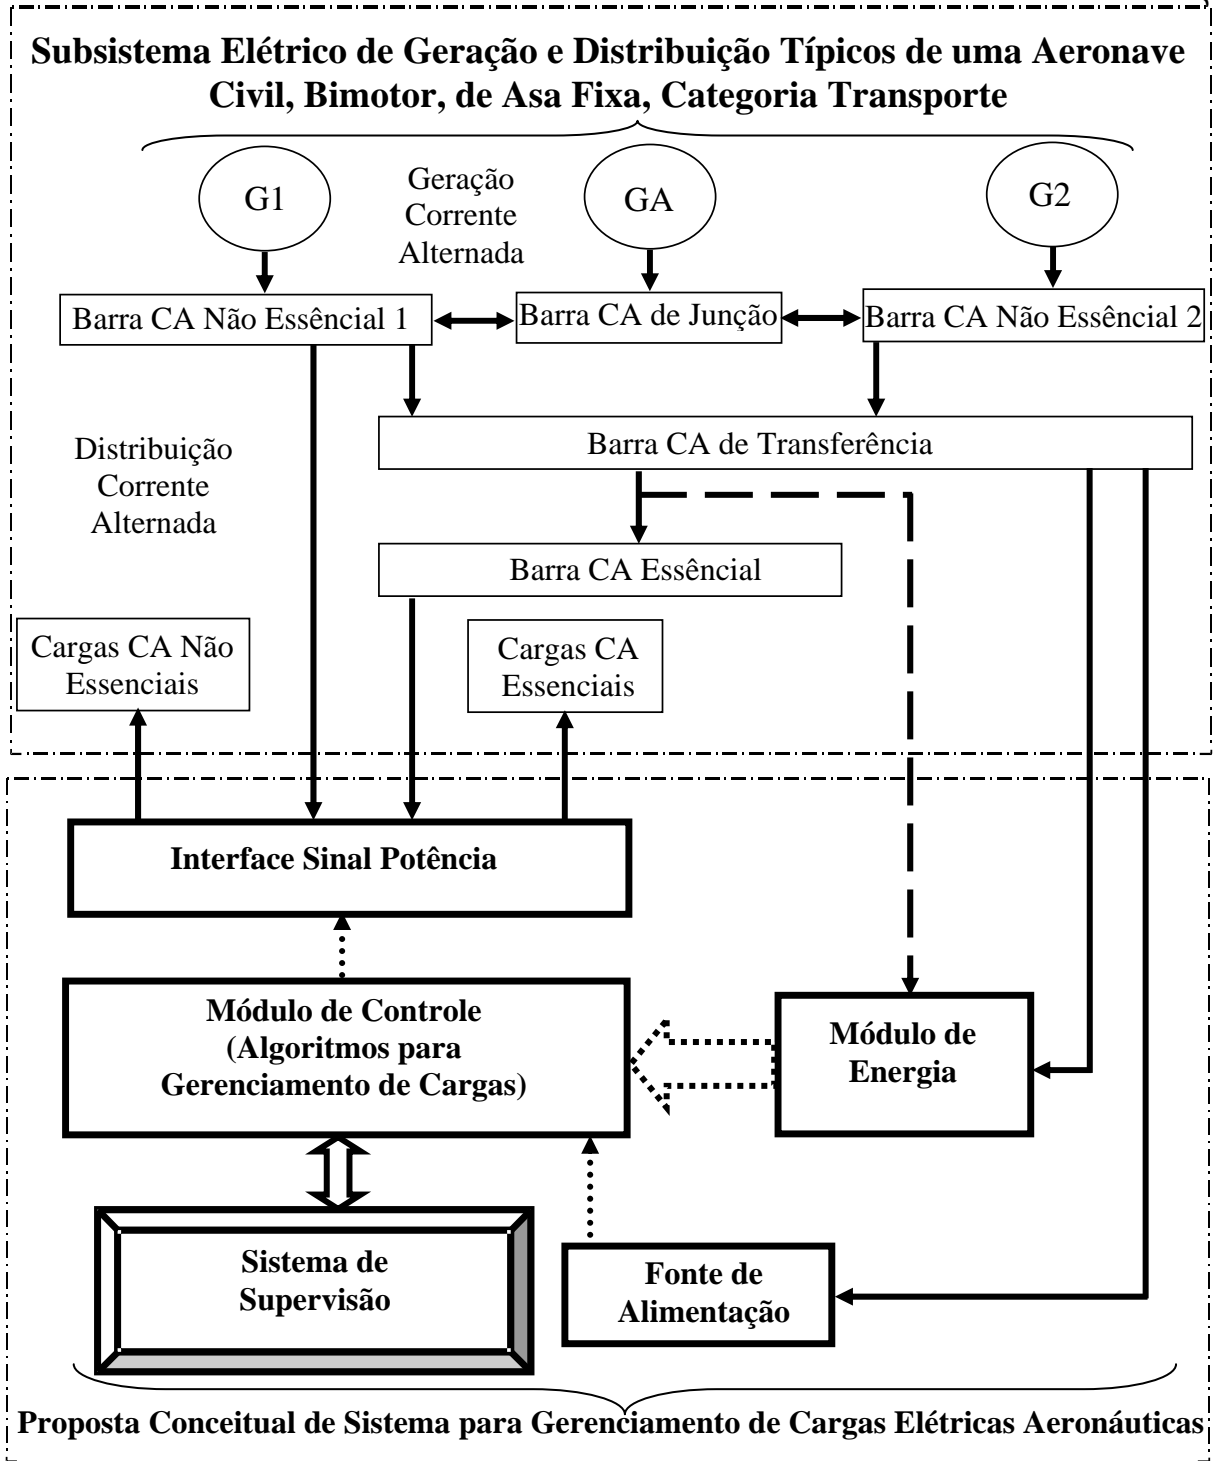 Subsistema Elétrico de Geração e Distribuição Típicos de uma Aeronave
Civil, Bimotor, de Asa Fixa, Categoria Transporte
G1
Geração
Corrente
Alternada
GA
G2
Barra CA Não Essêncial 1
Barra CA de Junção
Barra CA Não Essêncial 2
Distribuição
Corrente
Alternada
Barra CA de Transferência
Barra CA Essêncial
Cargas CA Não
Essenciais
Cargas CA
Essenciais
Interface Sinal Potência
Módulo de Controle
(Algoritmos para
Gerenciamento de Cargas)
Módulo de
Energia
Sistema de
Supervisão
Fonte de
Alimentação
Proposta Conceitual de Sistema para Gerenciamento de Cargas Elétricas Aeronáuticas